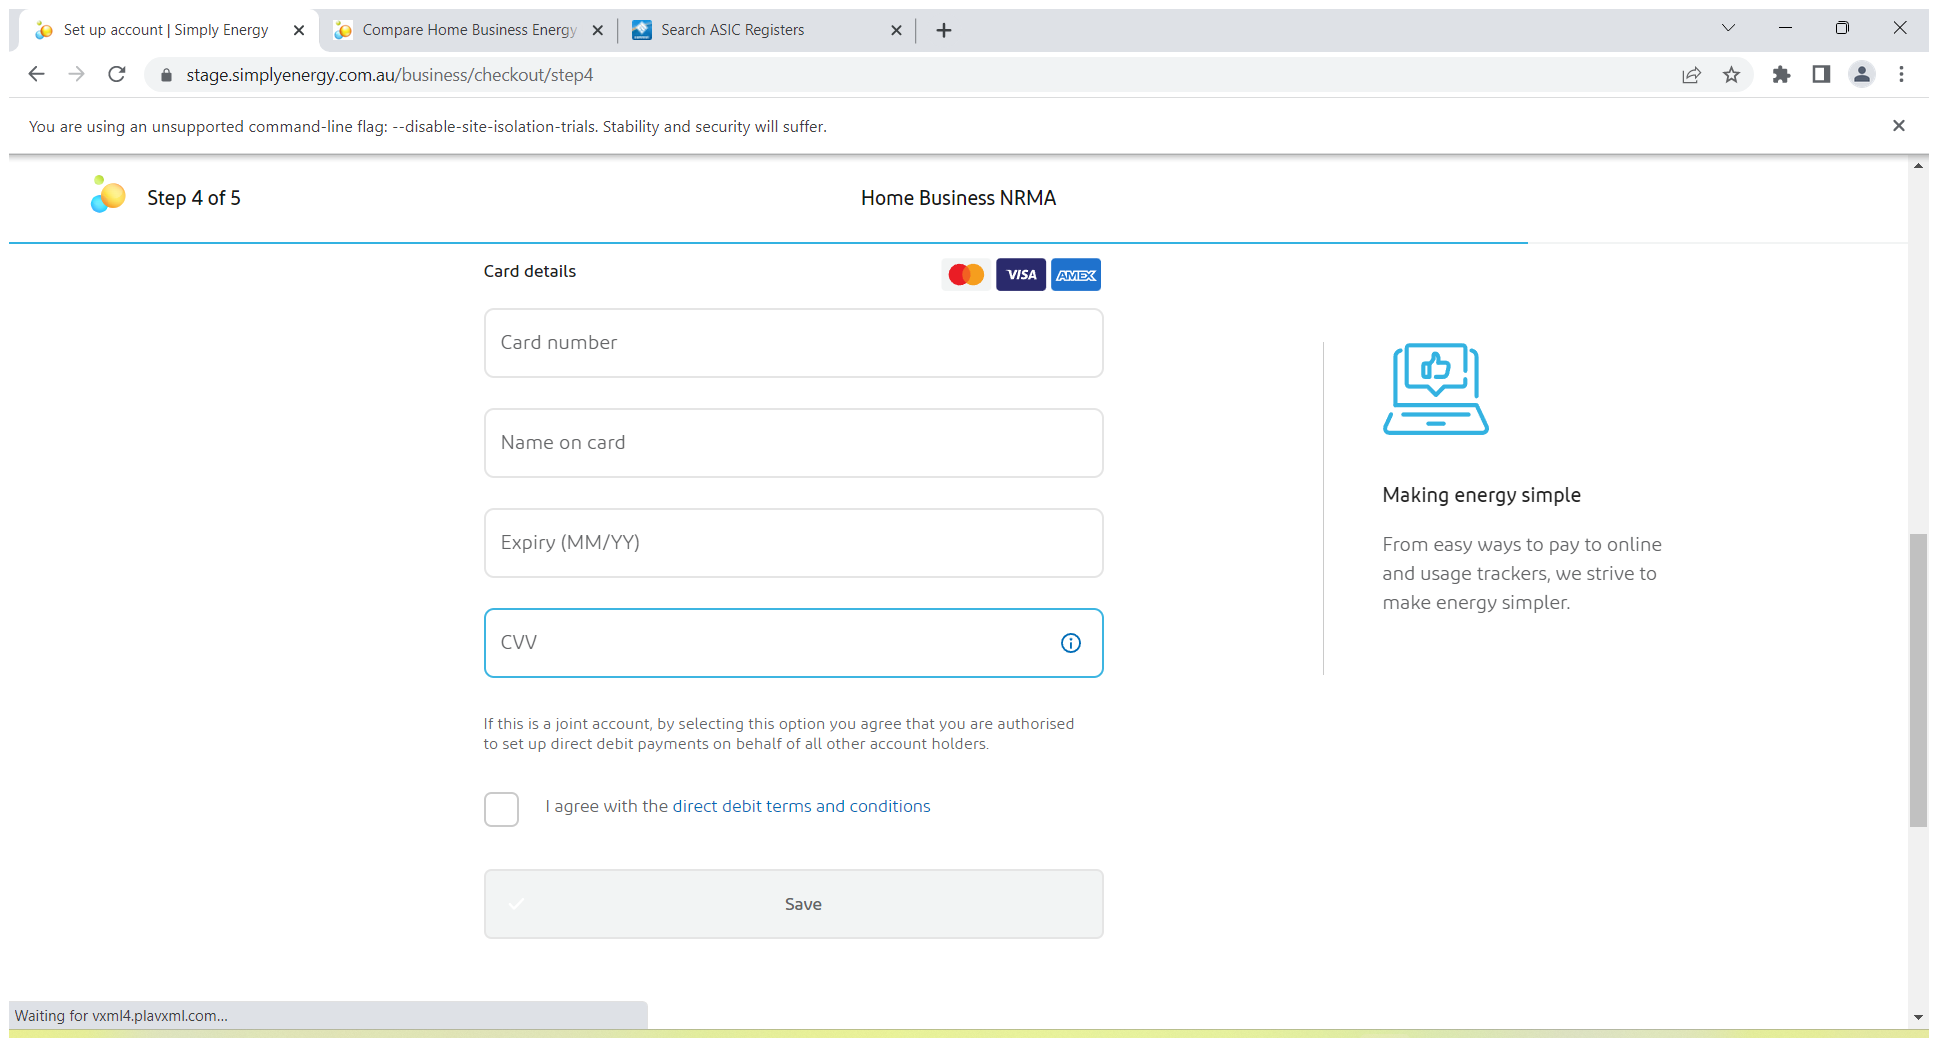 Set up account | Simply Energy
Compare Home Business Energy
Search ASIC Registers
stage.simplyenergy.com.au/business/checkout/step4
You are using an unsupported command-line flag: --disable-site-isolation-trials. Stability and security will suffer.
Step 4 of 5
Home Business NRMA
Card details
VISA
AMEX
Card number
Name on card
Expiry (MM/YY)
CVV
If this is a joint account, by selecting this option you agree that you are authorised
to set up direct debit payments on behalf of all other account holders.
I agree with the direct debit terms and conditions
Save
Making energy simple
From easy ways to pay to online
and usage trackers, we strive to
make energy simpler.
Waiting for vxml4.plavxml.com...